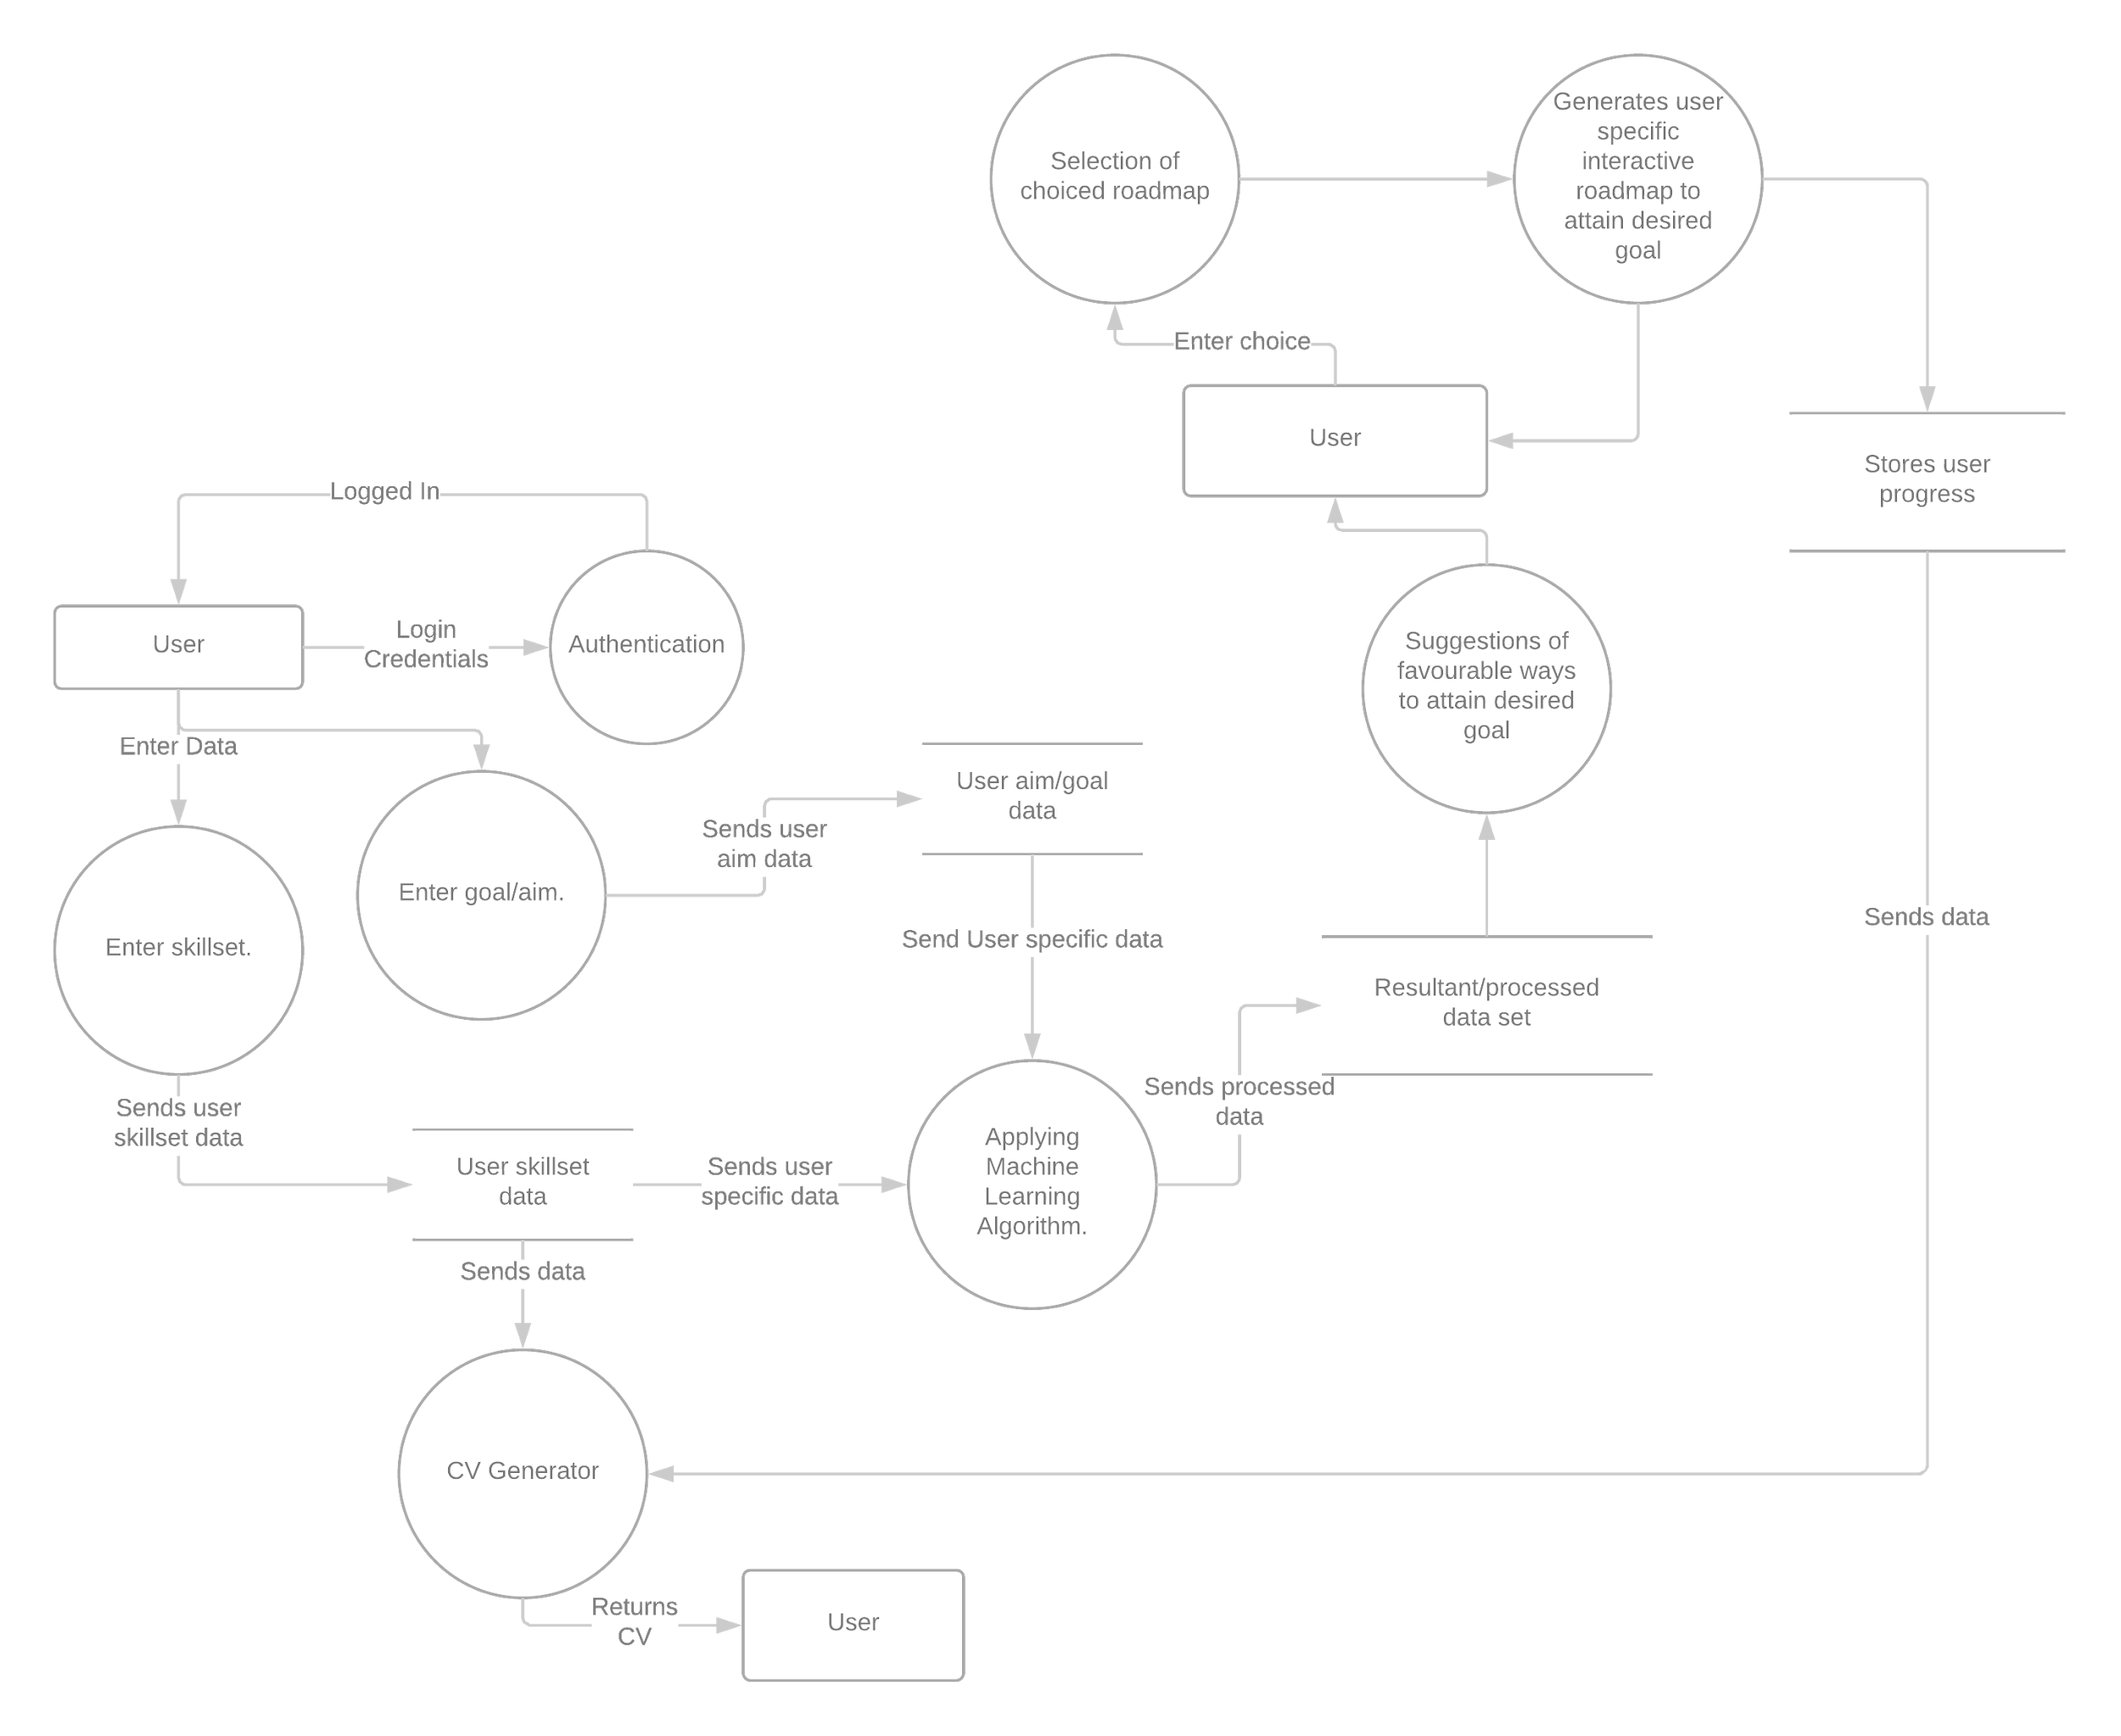 Selection of
choiced roadmap
Generates user
specific
interactive
roadmap to
attain desired
goal
Enter choice
User
Stores user
progress
Logged In
User
Login
Credentials
Authentication
Suggestions of
favourable ways
to attain desired
goal
Enter Data
User aim/goal
data
Sends user
aim data
Enter goal/aim.
Enter skillset.
Send User specific data
Sends data
Resultant/processed
data set
Sends processed
data
Sends user
skillset data
User skillset
data
Sends user
specific data
Applying
Machine
Learning
Algorithm.
Sends data
CV Generator
Returns
CV
User